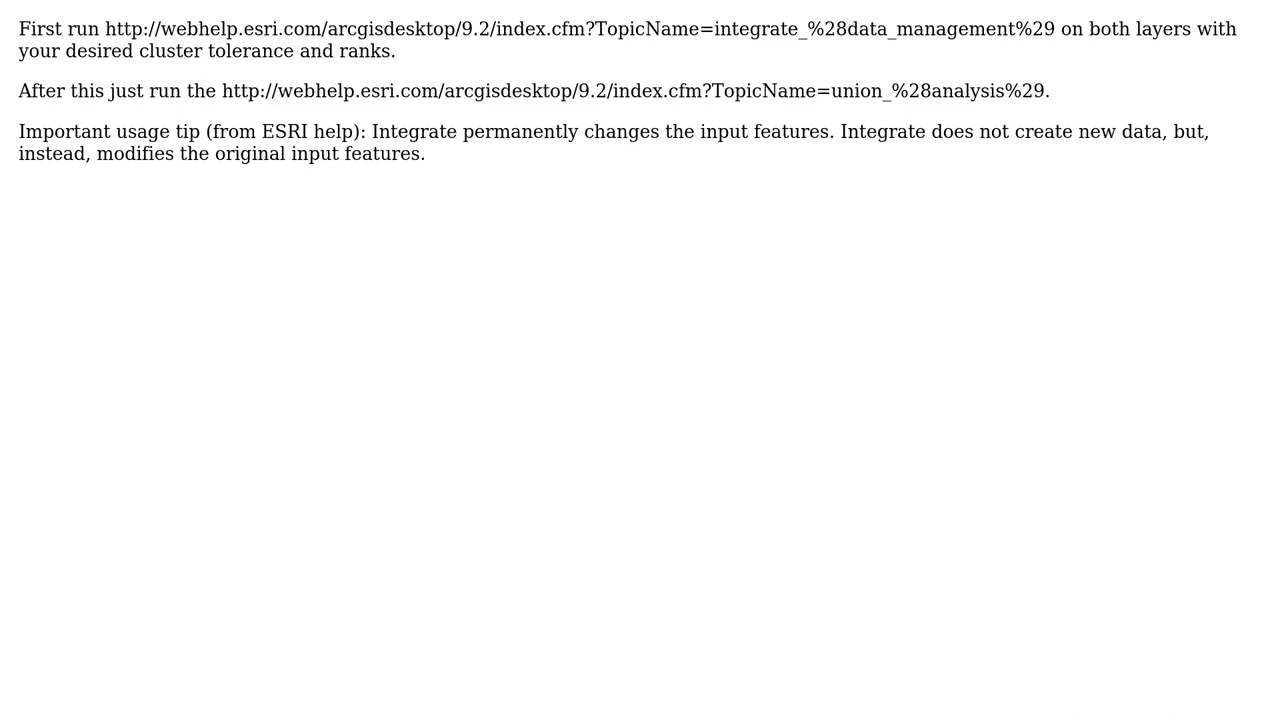 First run http://webhelp.esri.com/arcgisdesktop/9.2/index.cfm?TopicName=integrate_%28data_management%29 on both layers with
your desired cluster tolerance and ranks.
After this just run the http://webhelp.esri.com/arcgisdesktop/9.2/index.cfm?TopicName=union_%28analysis%29.
Important usage tip (from ESRI help): Integrate permanently changes the input features. Integrate does not create new data, but,
instead, modifies the original input features.